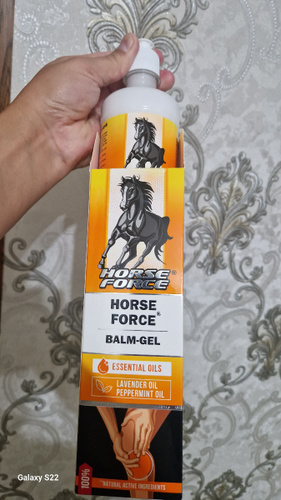 HORSE®
FORCE
HORSE
FORCE®
BALM-GEL
ESSENTIAL OILS
LAVENDER OIL
PEPPERMINT OIL
100%
*NATURAL ACTIVE INGREDIENTS
Galaxy S22